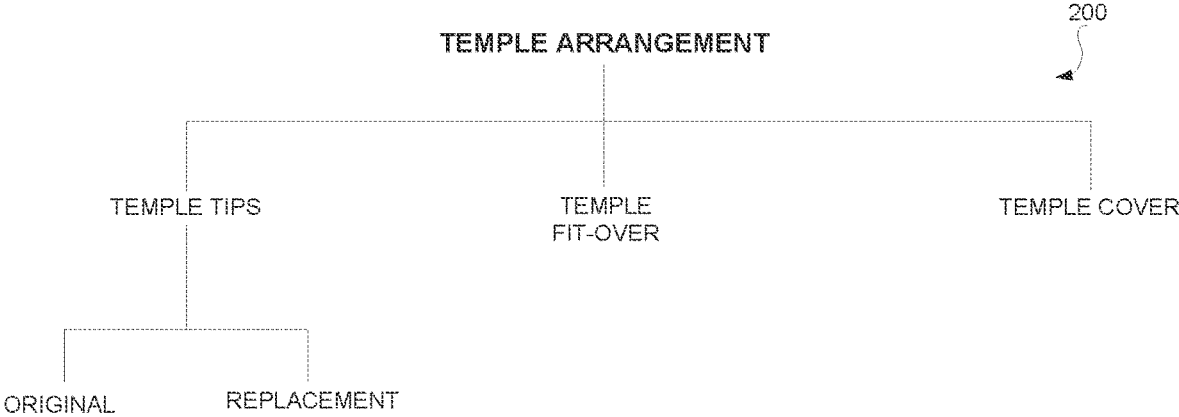 200
TEMPLE ARRANGEMENT
TEMPLE TIPS
TEMPLE
FIT-OVER
TEMPLE COVER
ORIGINAL
REPLACEMENT